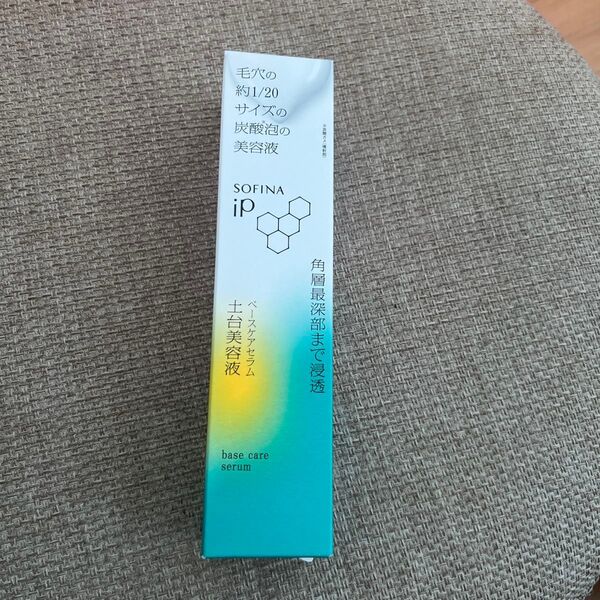 毛穴の
約1/20
サイズの
炭酸泡の
美容液
SOFINA
iP
角層最深部まで浸透
ベースケアセラム
土台美容液
base care
serum